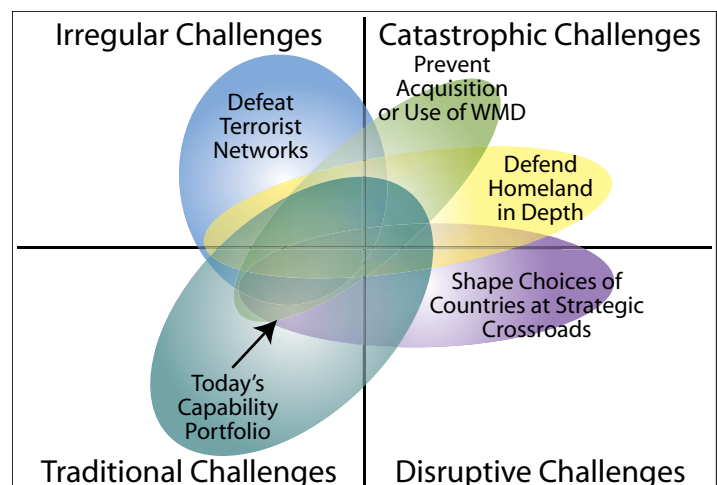 Irregular Challenges
Catastrophic Challenges
Defeat
Terrorist
Networks
Prevent
Acquisition
or Use of WMD
Defend
Homeland
in Depth
Shape Choices of
Countries at Strategic
Crossroads
Today’s
Capability
Portfolio
Traditional Challenges
Disruptive Challenges